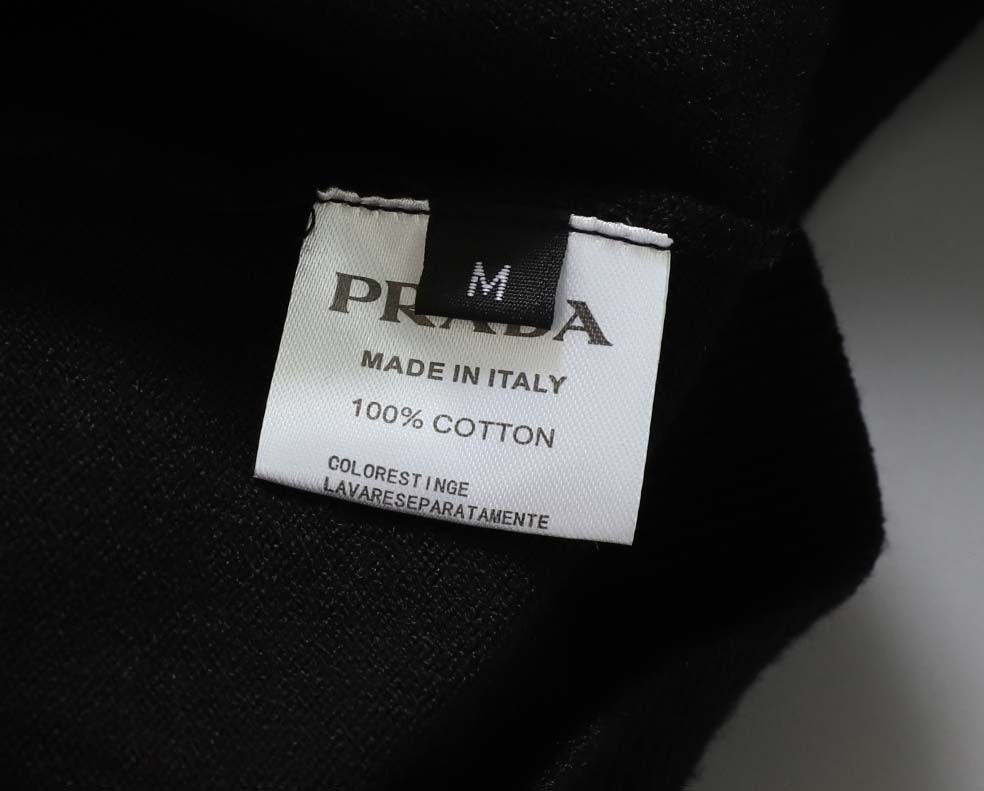 M
PRADA
MADE IN ITALY
100% COTTON
COLORESTINGE
LAVARESEPARATAMENTE